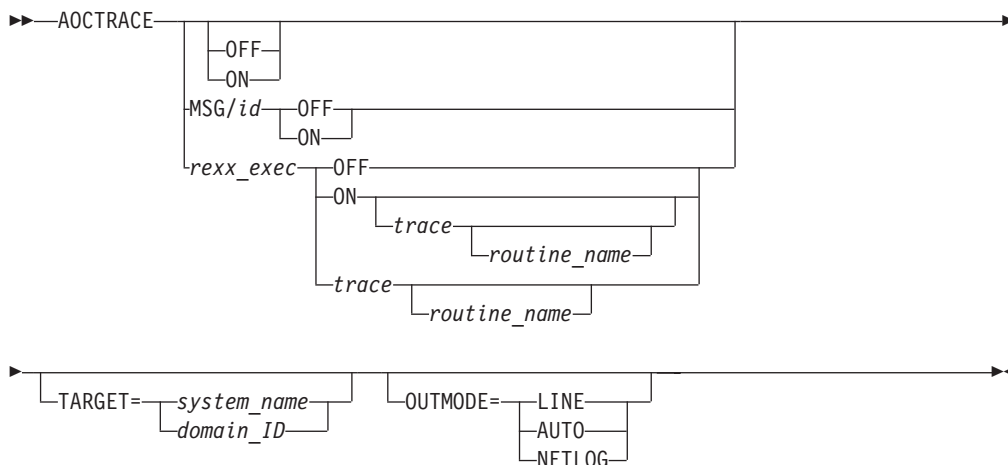 AOCTRACE
OFF
ON
MSG/id OFF
ON
rexx_exec OFF
ON
trace
routine_name
trace
routine_name
TARGET= system_name OUTMODE= LINE
domain_ID AUTO
NETLOG